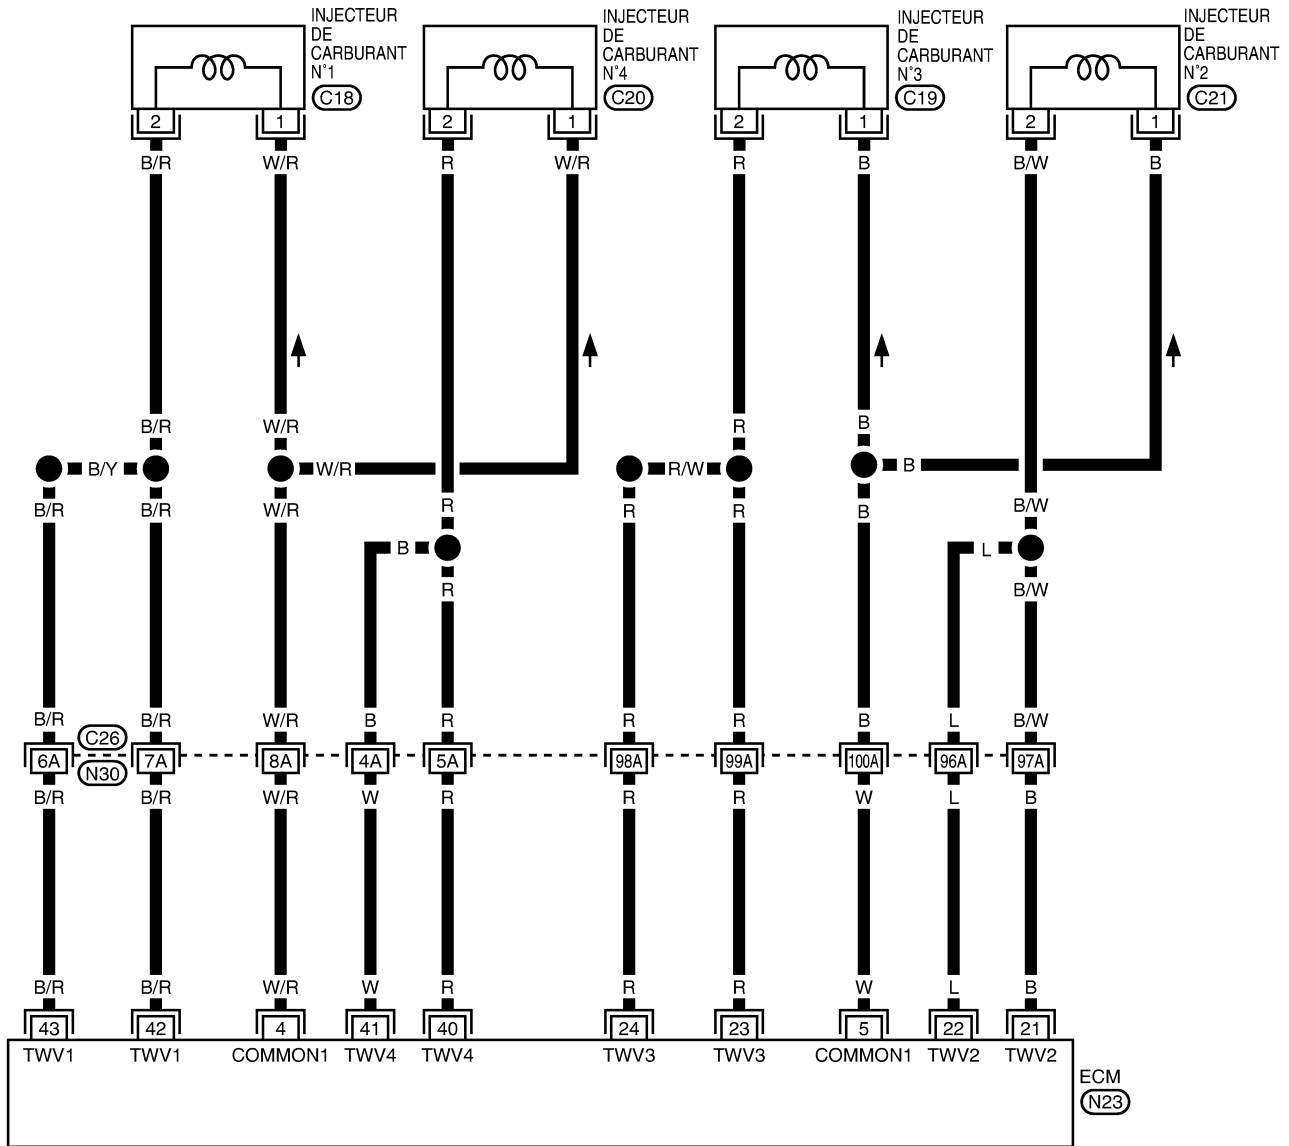 INJECTEUR
DE
CARBURANT
N°1
C18
INJECTEUR
DE
CARBURANT
N°4
C20
INJECTEUR
DE
CARBURANT
N°3
C19
INJECTEUR
DE
CARBURANT
N°2
C21
2 1 2 1 2 1 2 1
B/R W/R R W/R R B B/W B
B/R W/R R B
B/Y W/R R/W B
B/R B/R W/R R R R B B/W
B L
R B/W
B/R B/R W/R B R R R B L B/W
C26
6A 7A 8A 4A 5A 98A 99A 100A 96A 97A
N30
B/R B/R W/R W R R R W L B
B/R B/R W/R W R R R W L B
43 42 4 41 40 24 23 5 22 21
TWV1 TWV1 COMMON1 TWV4 TWV4 TWV3 TWV3 COMMON1 TWV2 TWV2
ECM
N23